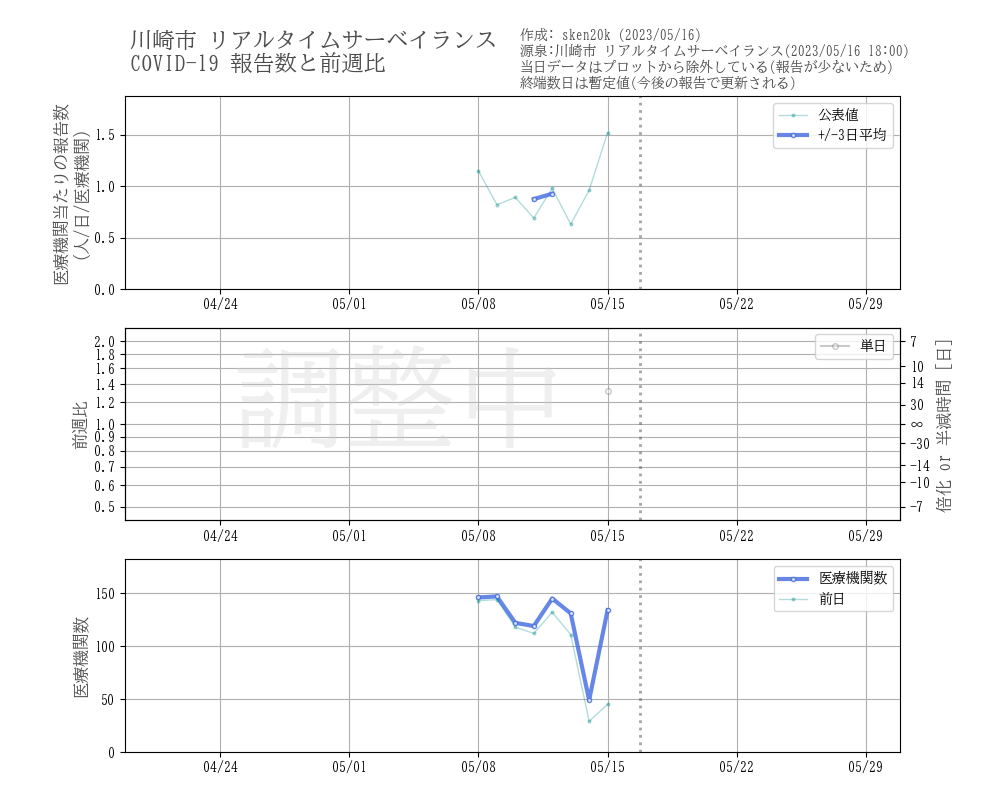 川崎市 リアルタイムサーベイランス
COVID-19 報告数と前週比
作成: sken20k (2023/05/16)
源泉:川崎市 リアルタイムサーベイランス(2023/05/16 18:00)
当日データはプロットから除外している(報告が少ないため)
終端数日は暫定値(今後の報告で更新される)
医療機関当たりの報告数
(人/日/医療機関)
1.5
1.0
0.5
0.0
公表値
+/-3日平均
04/24 05/01 05/08 05/15 05/22 05/29
前週比
2.0
1.8
1.6
1.4
1.2
1.0
0.9
0.8
0.7
0.6
0.5
調整中
単日
7
10
14
30
∞
-30
-14
-10
-7
倍化 or 半減時間 [日]
04/24 05/01 05/08 05/15 05/22 05/29
医療機関数
150
100
50
0
医療機関数
前日
04/24 05/01 05/08 05/15 05/22 05/29